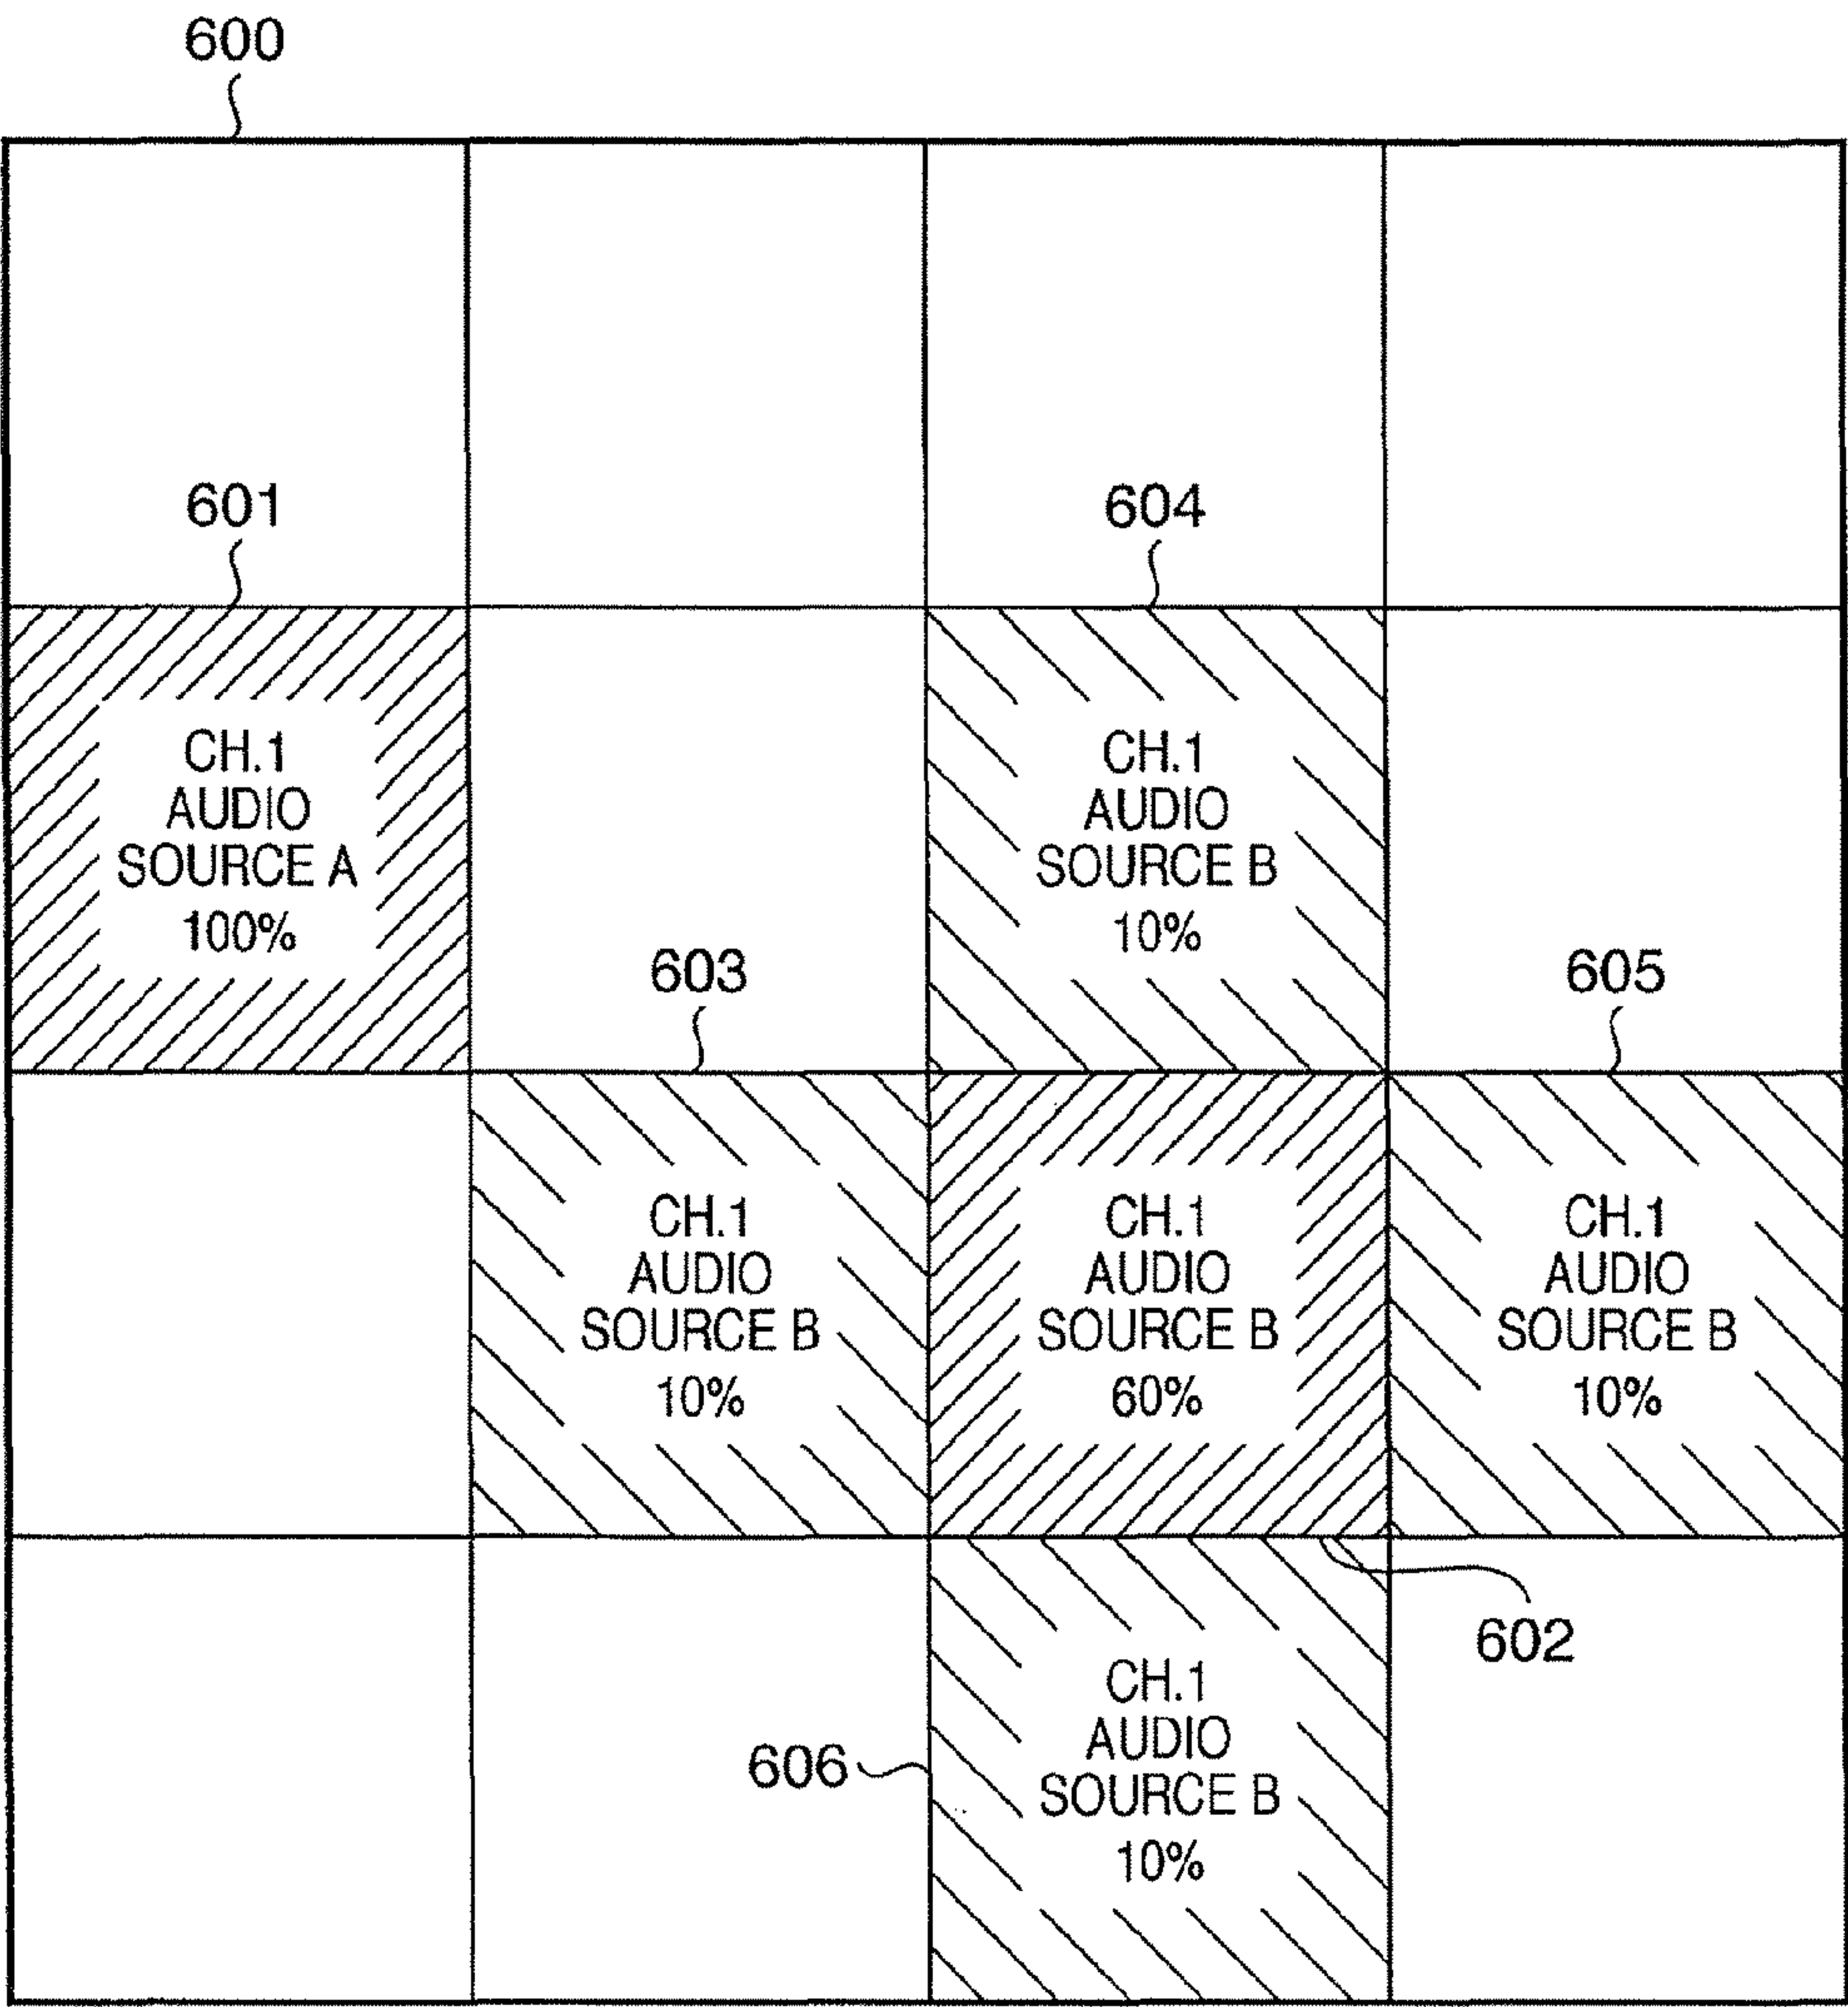 600
601
604
CH.1
AUDIO
SOURCE A
100%
CH.1
AUDIO
SOURCE B
10%
603
605
CH.1
AUDIO
SOURCE B
10%
CH.1
AUDIO
SOURCE B
60%
CH.1
AUDIO
SOURCE B
10%
602
606
CH.1
AUDIO
SOURCE B
10%